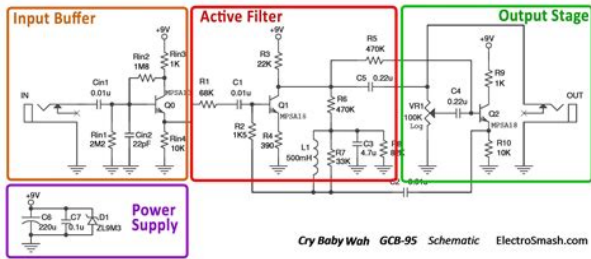 Input Buffer
Active Filter
Output Stage
+9V
Rin2
1M8
Rin3
1K
Cin1
0.01u
IN
MPSA18
Q0
Rin1
2M2
Cin2
22pF
Rin4
10K
R1
68K
C1
0.01u
+9V
R3
22K
Q1
MPSA18
R2
1K5
R4
390
R5
470K
C5
0.22u
R6
470K
L1
500mH
R7
33K
C3
4.7u
+9V
R9
1K
C4
0.22u
VR1
100K
Log
Q2
MPSA18
R10
10K
OUT
+9V
C6
220u
C7
0.1u
D1
ZL9M3
Power
Supply
Cry Baby Wah GCB-95 Schematic ElectroSmash.com